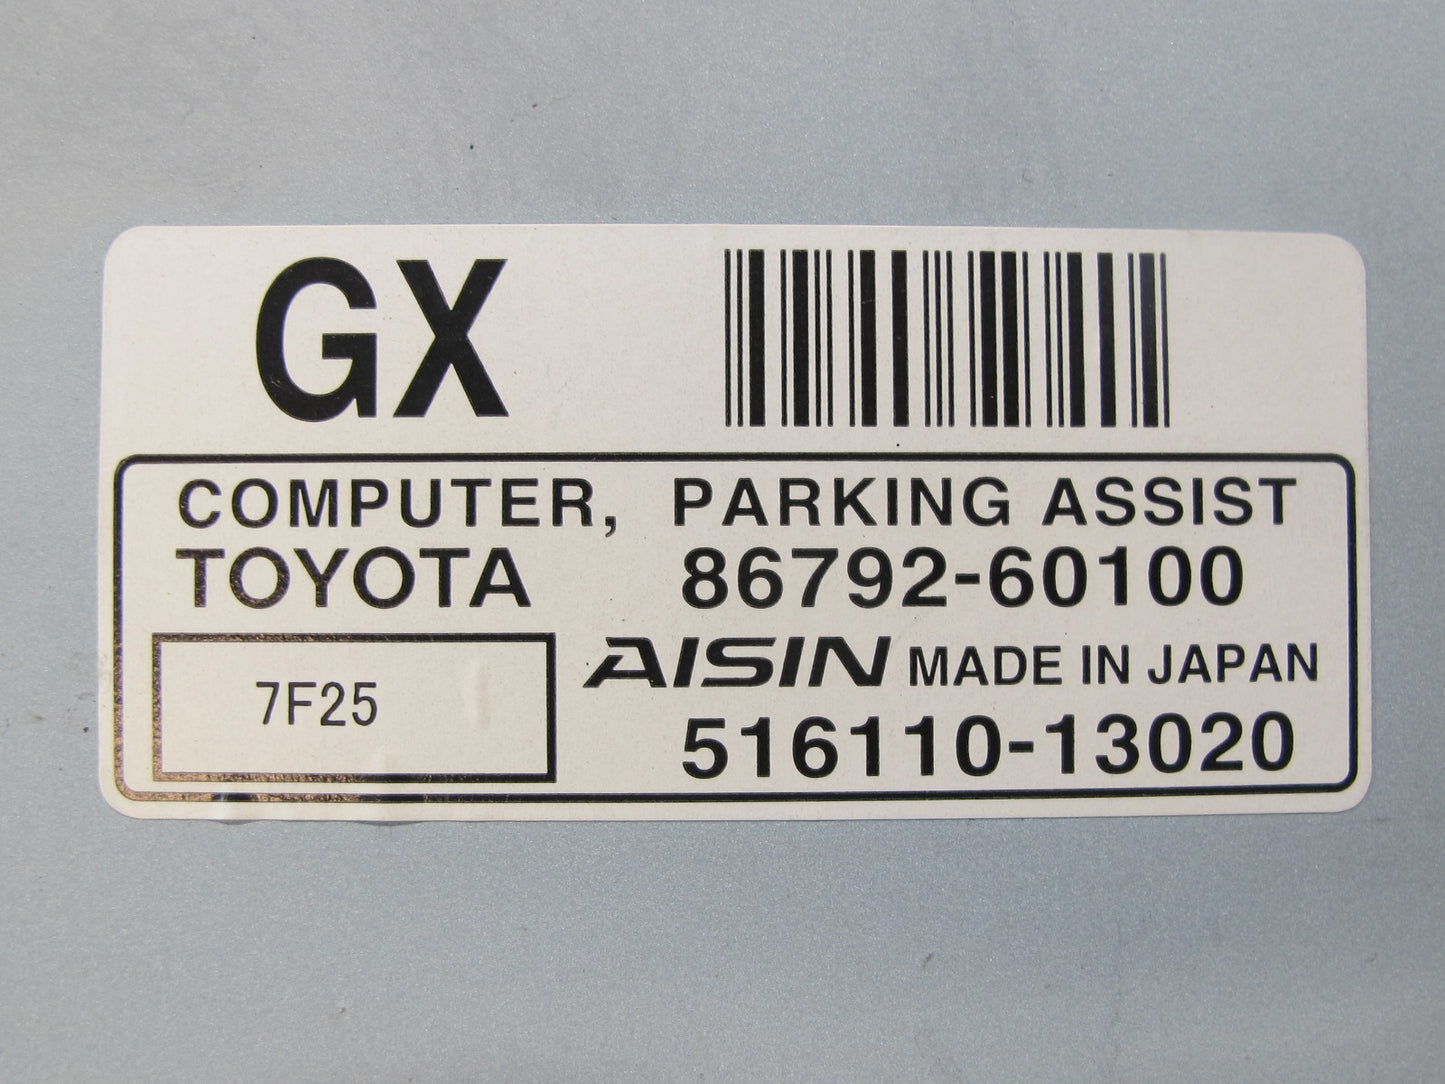 GX
COMPUTER, PARKING ASSIST
TOYOTA 86792-60100
AISIN MADE IN JAPAN
7F25
516110-13020